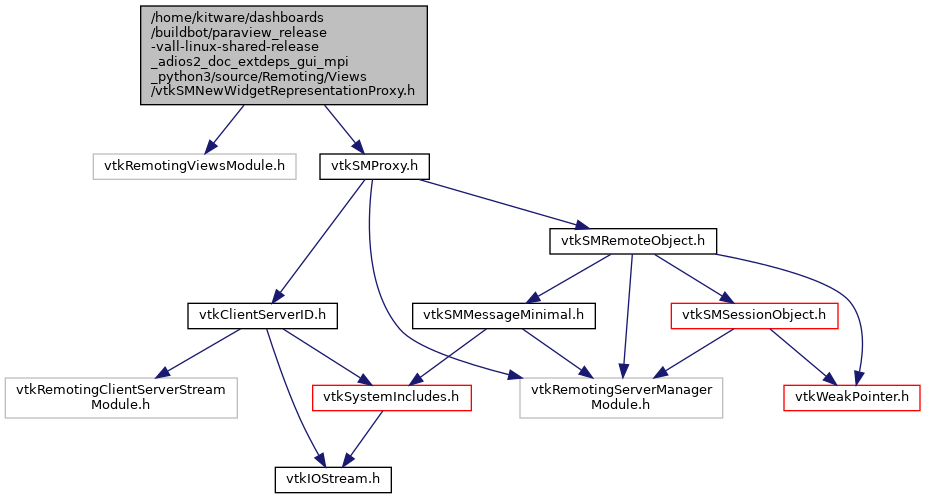 /home/kitware/dashboards
/buildbot/paraview_release
-vall-linux-shared-release
_adios2_doc_extdeps_gui_mpi
_python3/source/Remoting/Views
/vtkSMNewWidgetRepresentationProxy.h
vtkRemotingViewsModule.h
vtkSMProxy.h
vtkSMRemoteObject.h
vtkClientServerID.h
vtkSMMessageMinimal.h
vtkSMSessionObject.h
vtkRemotingClientServerStream
Module.h
vtkSystemIncludes.h
vtkRemotingServerManager
Module.h
vtkWeakPointer.h
vtkIOStream.h